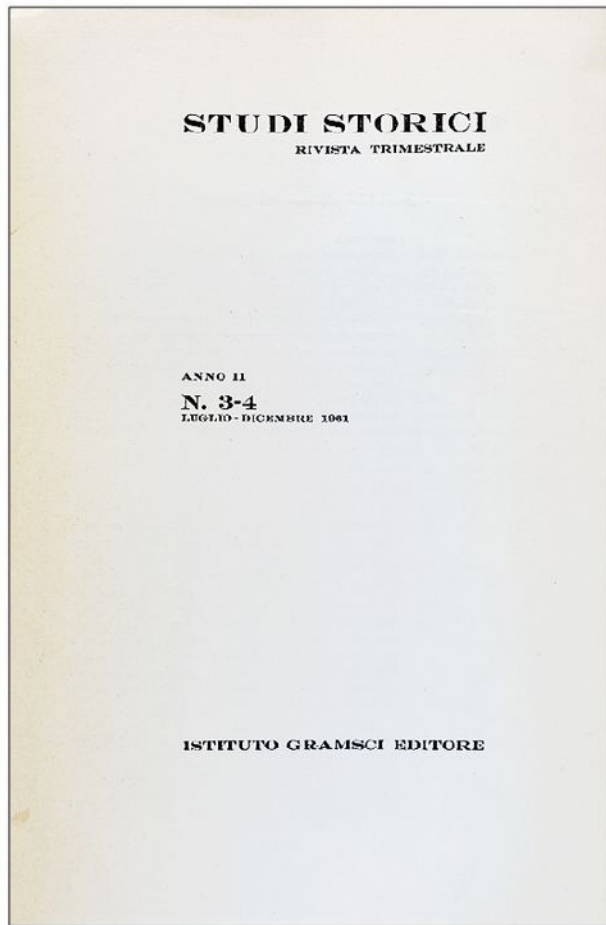 STUDI STORICI
RIVISTA TRIMESTRALE
ANNO II
N. 3-4
LUGLIO - DICEMBRE 1961
ISTITUTO GRAMSCI EDITORE